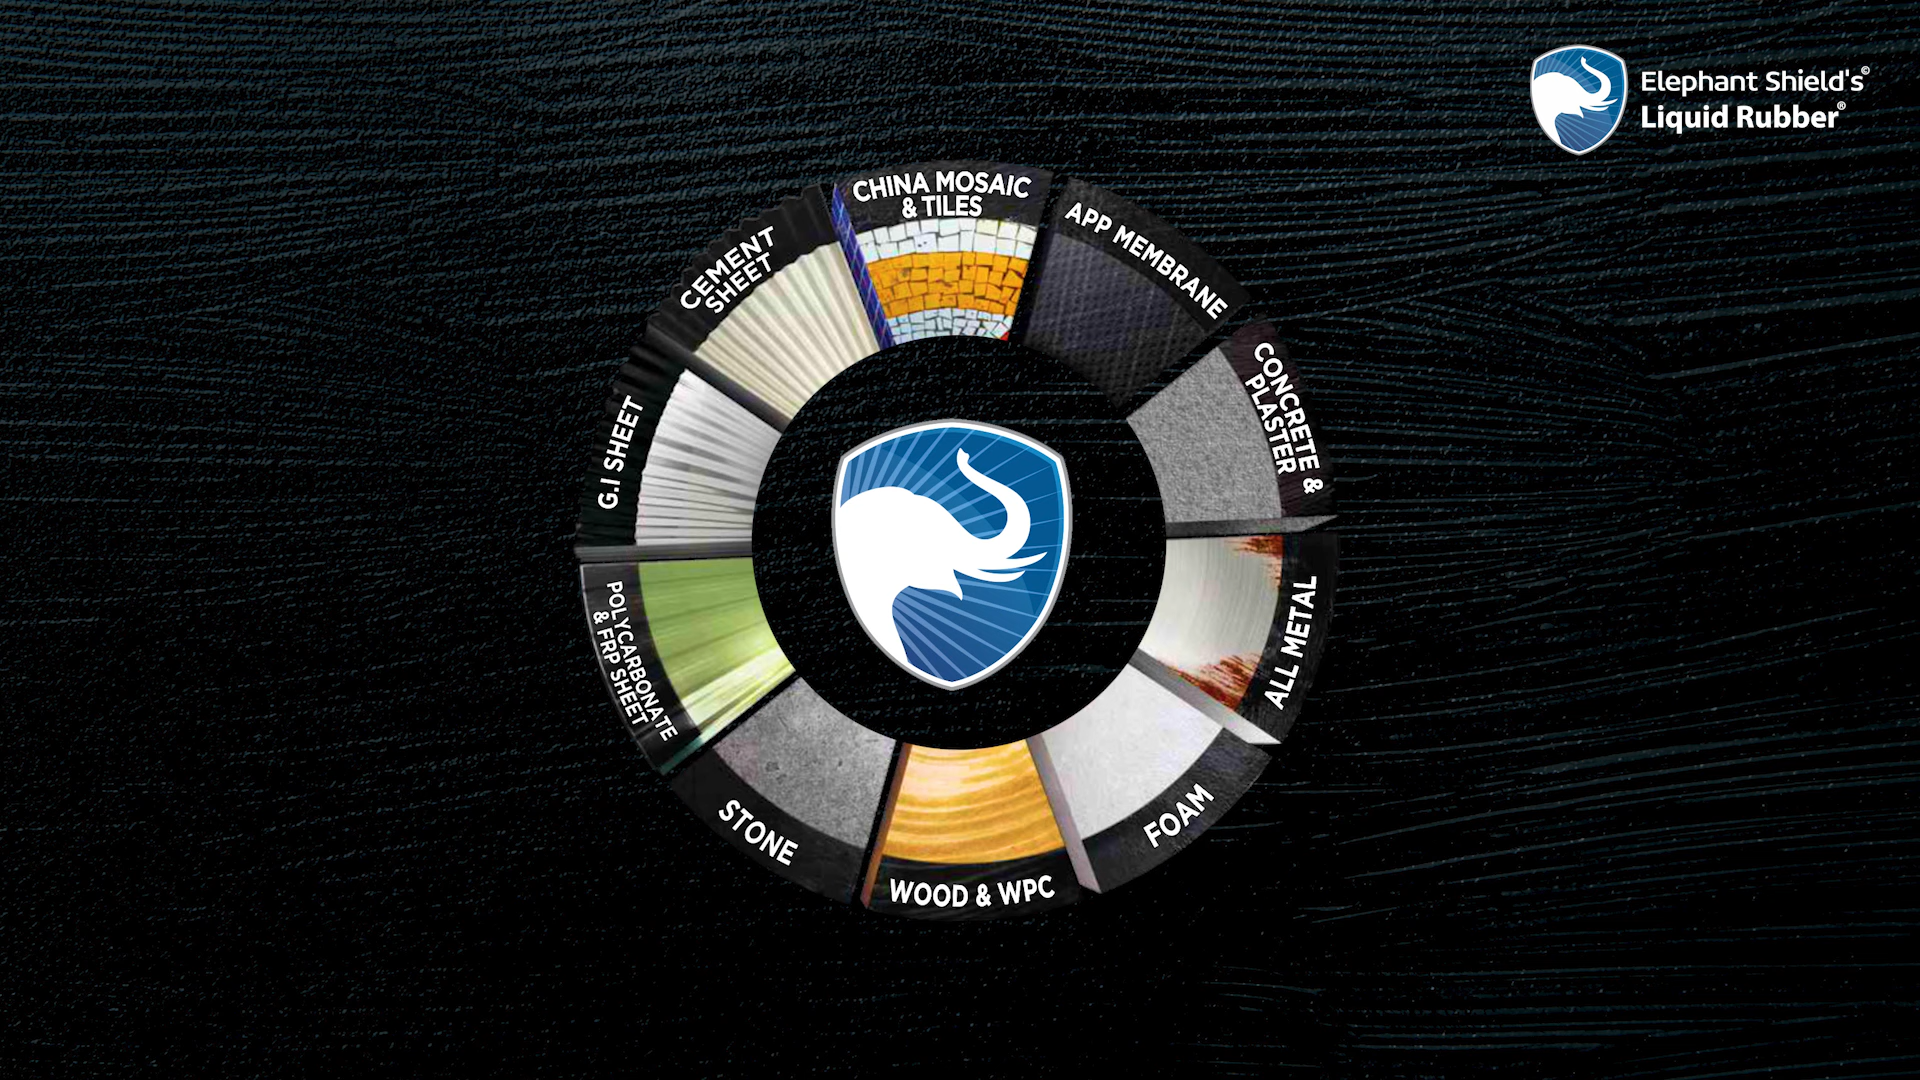 Elephant Shield's©
Liquid Rubber®
CHINA MOSAIC
& TILES
APP MEMBRANE
CONCRETE &
PLASTER
ALL METAL
FOAM
WOOD & WPC
STONE
POLYCARBONATE
& FRP SHEET
G.I SHEET
CEMENT
SHEET